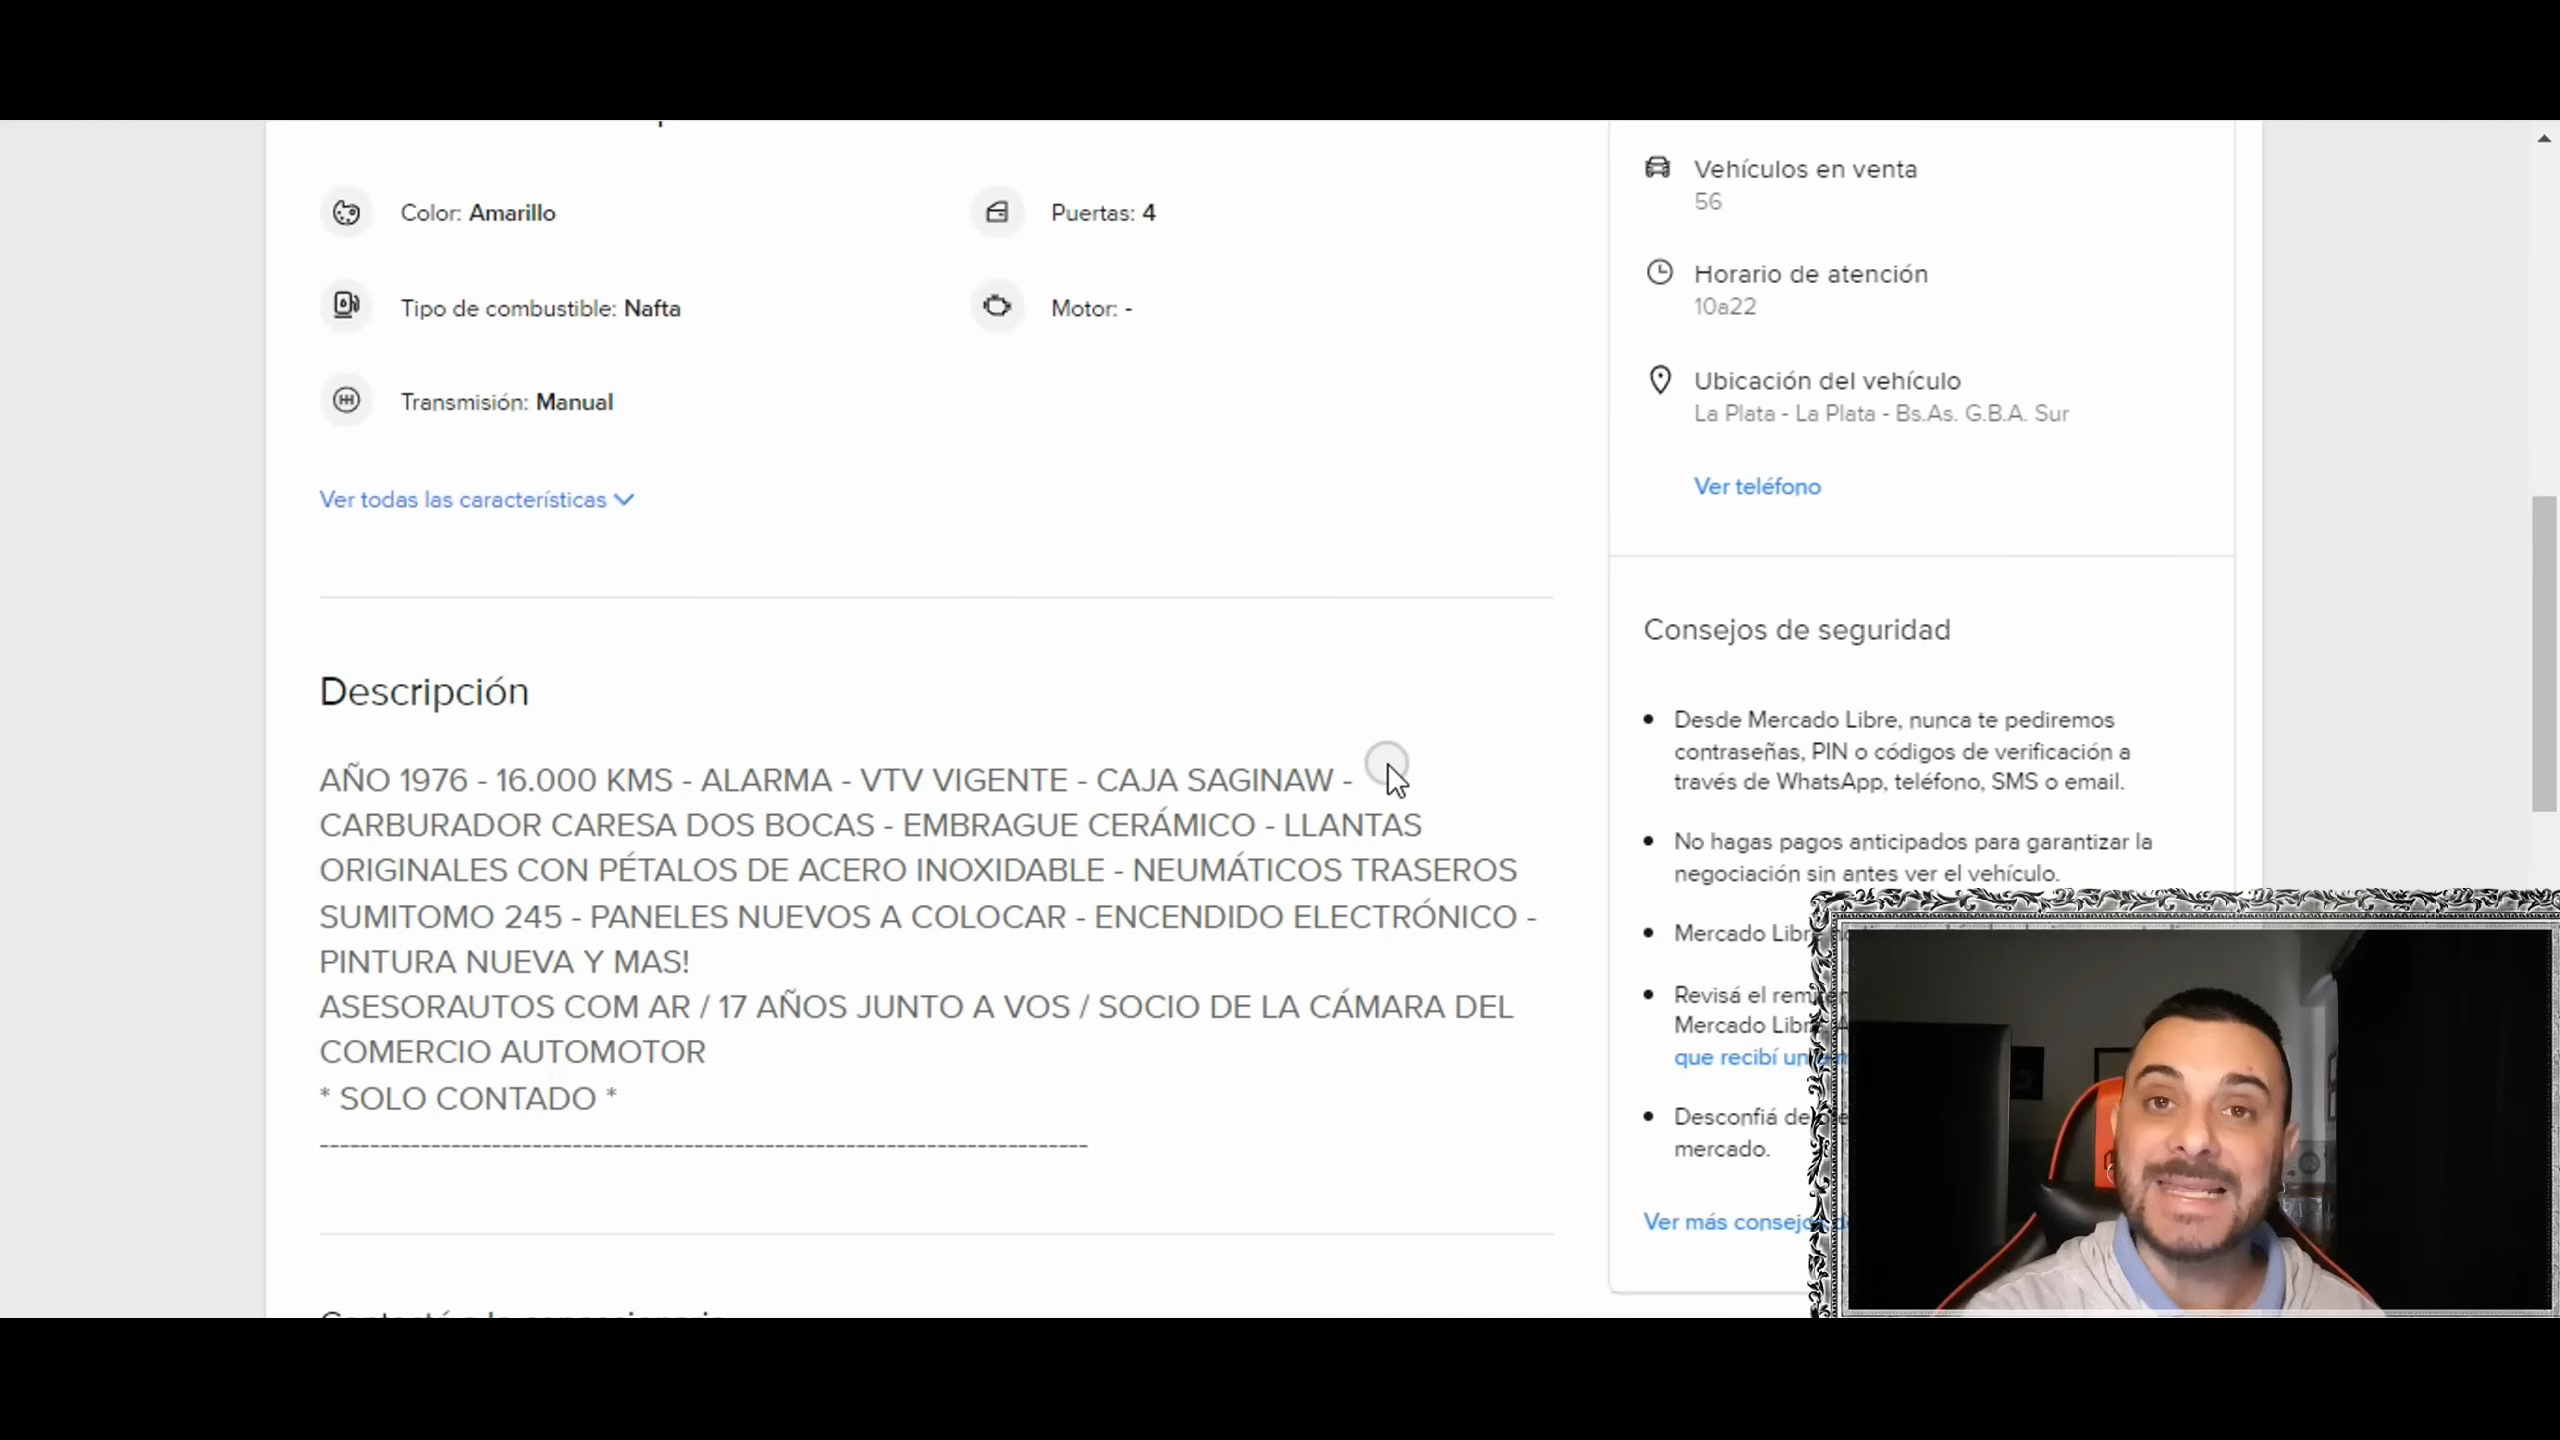 Color: Amarillo
Puertas: 4
Tipo de combustible: Nafta
Motor: -
Transmisión: Manual
Ver todas las características
Descripción
AÑO 1976 - 16.000 KMS - ALARMA - VTV VIGENTE - CAJA SAGINAW -
CARBURADOR CARESA DOS BOCAS - EMBRAGUE CERÁMICO - LLANTAS
ORIGINALES CON PÉTALOS DE ACERO INOXIDABLE - NEUMÁTICOS TRASEROS
SUMITOMO 245 - PANELES NUEVOS A COLOCAR - ENCENDIDO ELECTRÓNICO -
PINTURA NUEVA Y MAS!
ASESORAUTOS COM AR / 17 AÑOS JUNTO A VOS / SOCIO DE LA CÁMARA DEL
COMERCIO AUTOMOTOR
* SOLO CONTADO *
----------------------------------------------------------------------------
Vehículos en venta
56
Horario de atención
10a22
Ubicación del vehículo
La Plata - La Plata - Bs.As. G.B.A. Sur
Ver teléfono
Consejos de seguridad
• Desde Mercado Libre, nunca te pediremos
contraseñas, PIN o códigos de verificación a
través de WhatsApp, teléfono, SMS o email.
• No hagas pagos anticipados para garantizar la
negociación sin antes ver el vehículo.
• Mercado Libr
• Revisá el
Mercado Libr
que recibí un
• Desconfiá de
mercado.
Ver más consejos